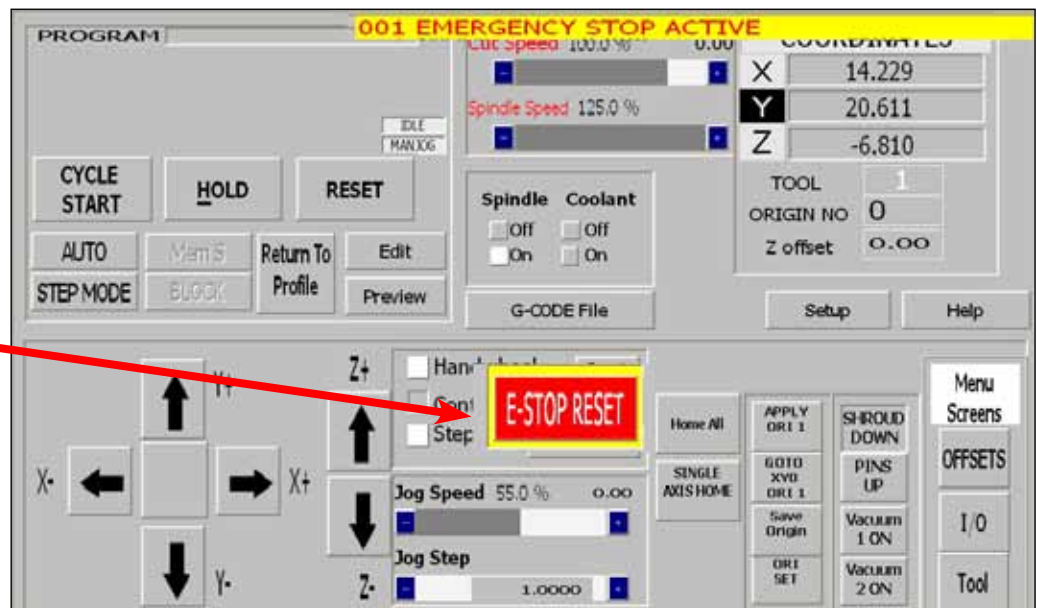 001 EMERGENCY STOP ACTIVE
PROGRAM
Cut Speed 100.0 % 0.00
COORDINATES
X 14.229
Spindle Speed 125.0 %
Y 20.611
Z -6.810
IDLE
MANJOG
CYCLE START
HOLD
RESET
Spindle Coolant
Off Off
On On
TOOL 1
ORIGIN NO 0
Z offset 0.00
AUTO
Mem S
Return To Profile
Edit
STEP MODE
BLOCK
Preview
G-CODE File
Setup
Help
Y+
Z+
Step
E-STOP RESET
Home All
APPLY ORI 1
SHROUD DOWN
Menu Screens
X-
X+
SINGLE AXIS HOME
GOTO XY0 ORI 1
PINS UP
OFFSETS
Jog Speed 55.0 % 0.00
Save Origin
Vacuum 1 ON
I/O
Jog Step
Y-
Z-
1.0000
ORI SET
Vacuum 2 ON
Tool